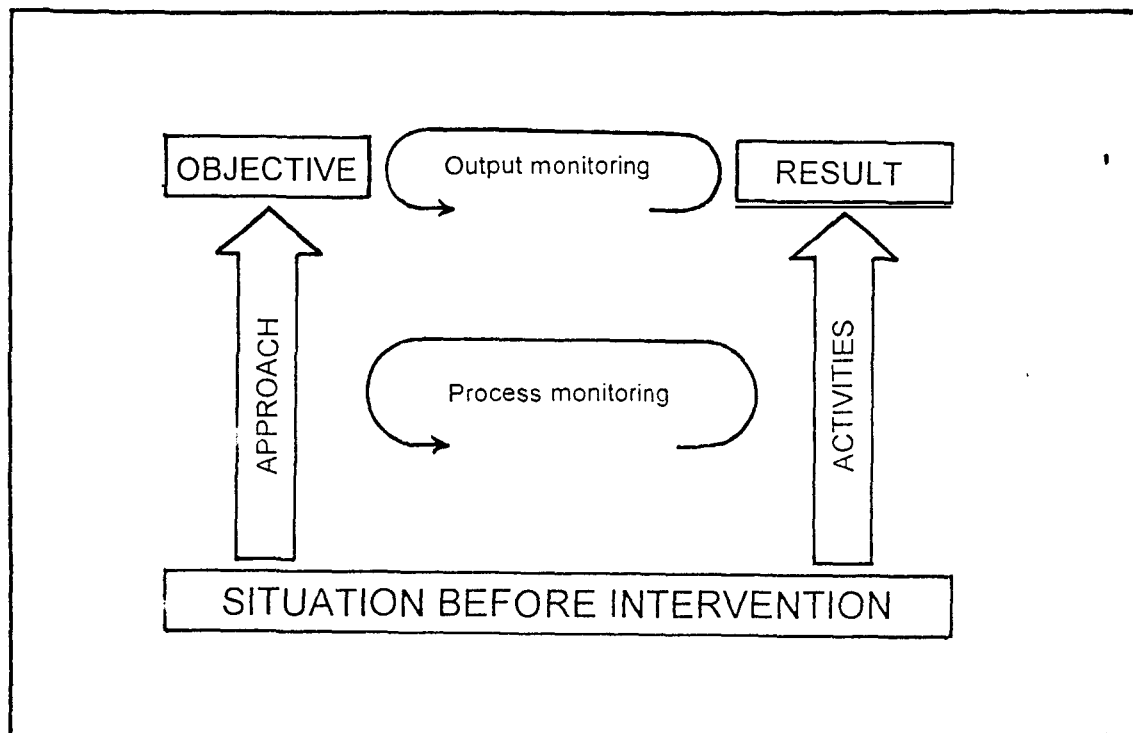 OBJECTIVE
Output monitoring
RESULT
APPROACH
Process monitoring
ACTIVITIES
SITUATION BEFORE INTERVENTION